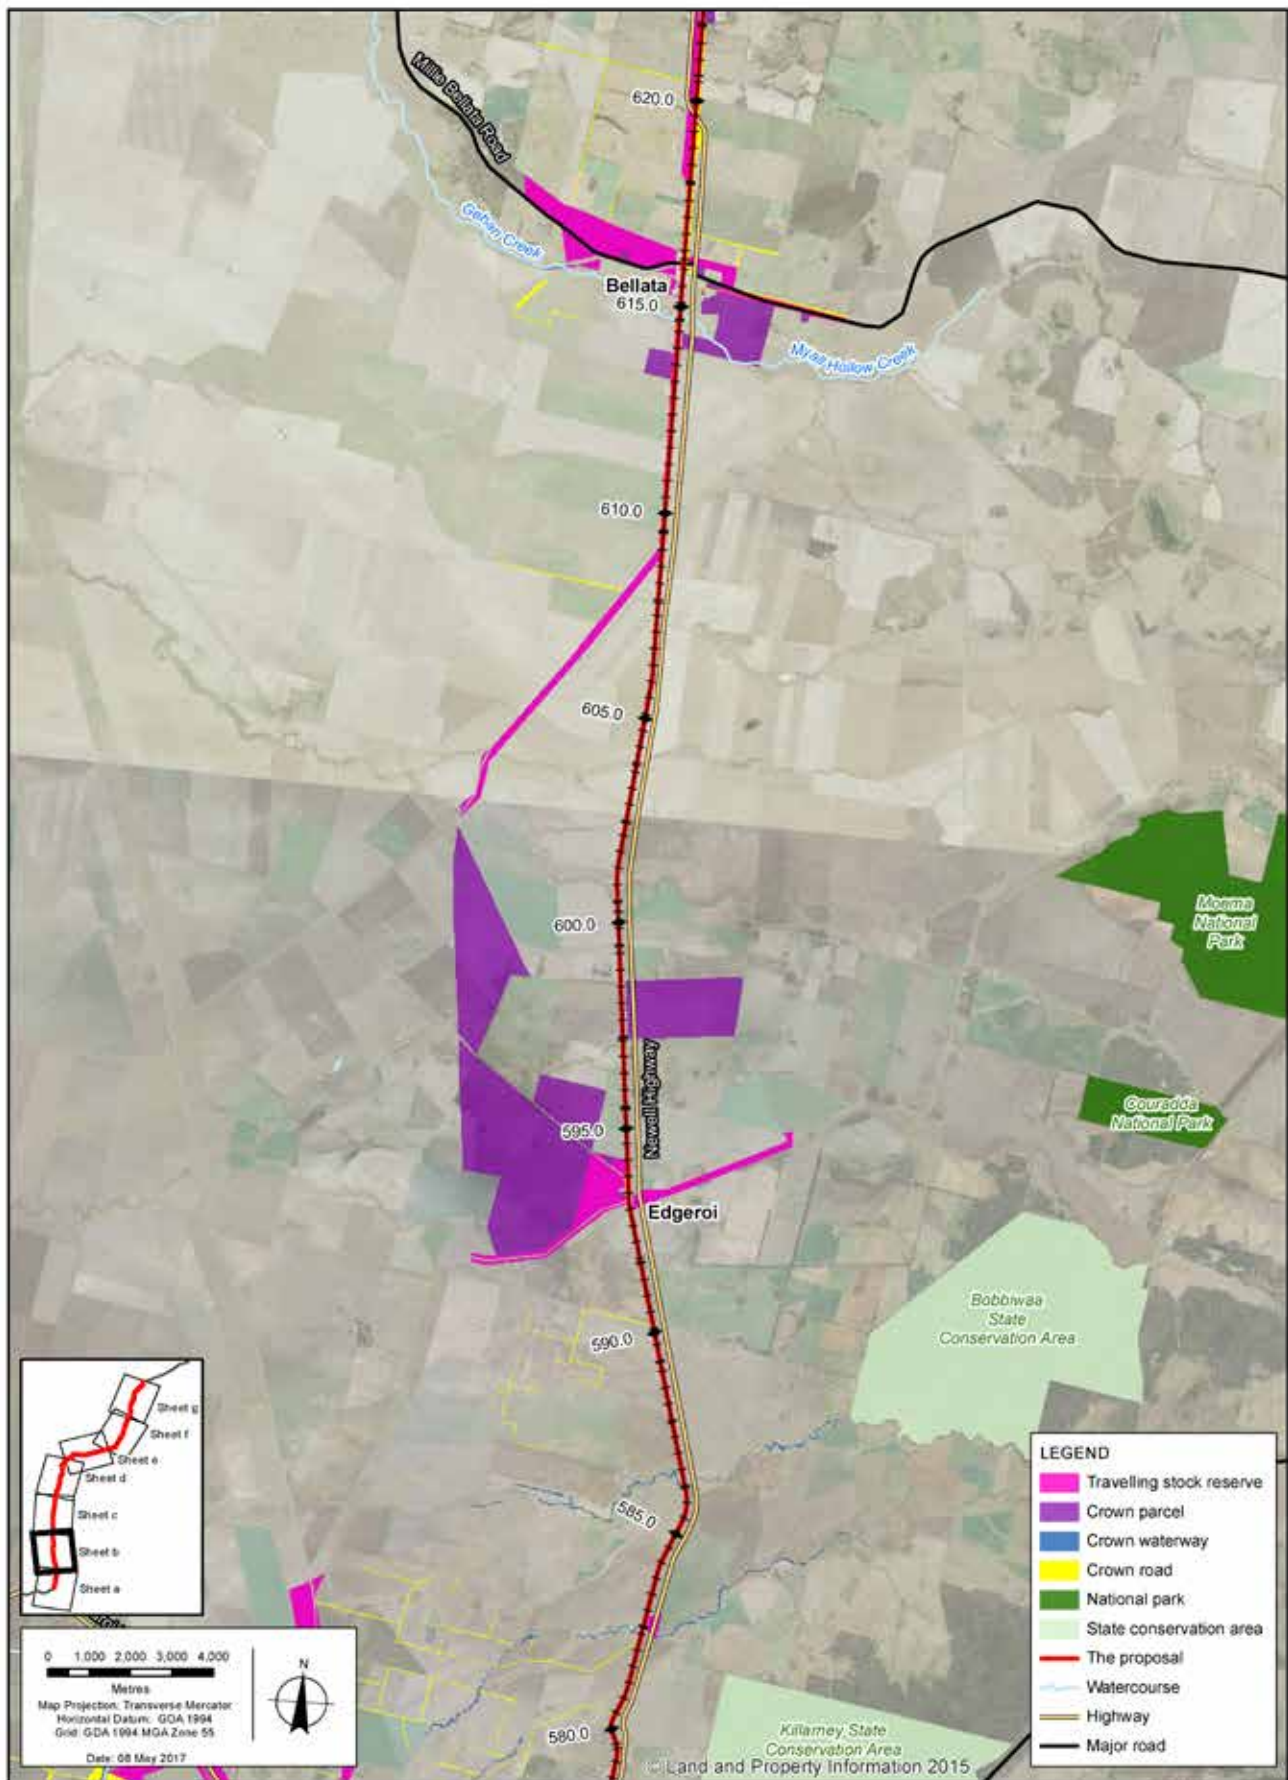 620.0
Millie Bellata Road
Gehan Creek
Bellata
615.0
Myall Hollow Creek
610.0
605.0
Moema
National
Park
600.0
Newell Highway
Couradda
National Park
595.0
Edgeroi
Bobbiwaa
State
Conservation Area
590.0
585.0
Sheet g
Sheet f
Sheet e
Sheet d
Sheet c
Sheet b
Sheet a
LEGEND
Travelling stock reserve
Crown parcel
Crown waterway
Crown road
National park
State conservation area
The proposal
Watercourse
Highway
Major road
0 1,000 2,000 3,000 4,000
Metres
Map Projection: Transverse Mercator
Horizontal Datum: GDA 1994
Grid: GDA 1994 MGA Zone 55
Date: 08 May 2017
N
580.0
Killarney State
Conservation Area
© Land and Property Information 2015